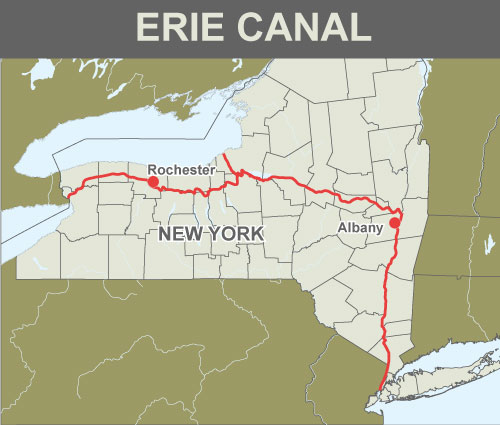 ERIE CANAL
Rochester
Albany
NEW YORK